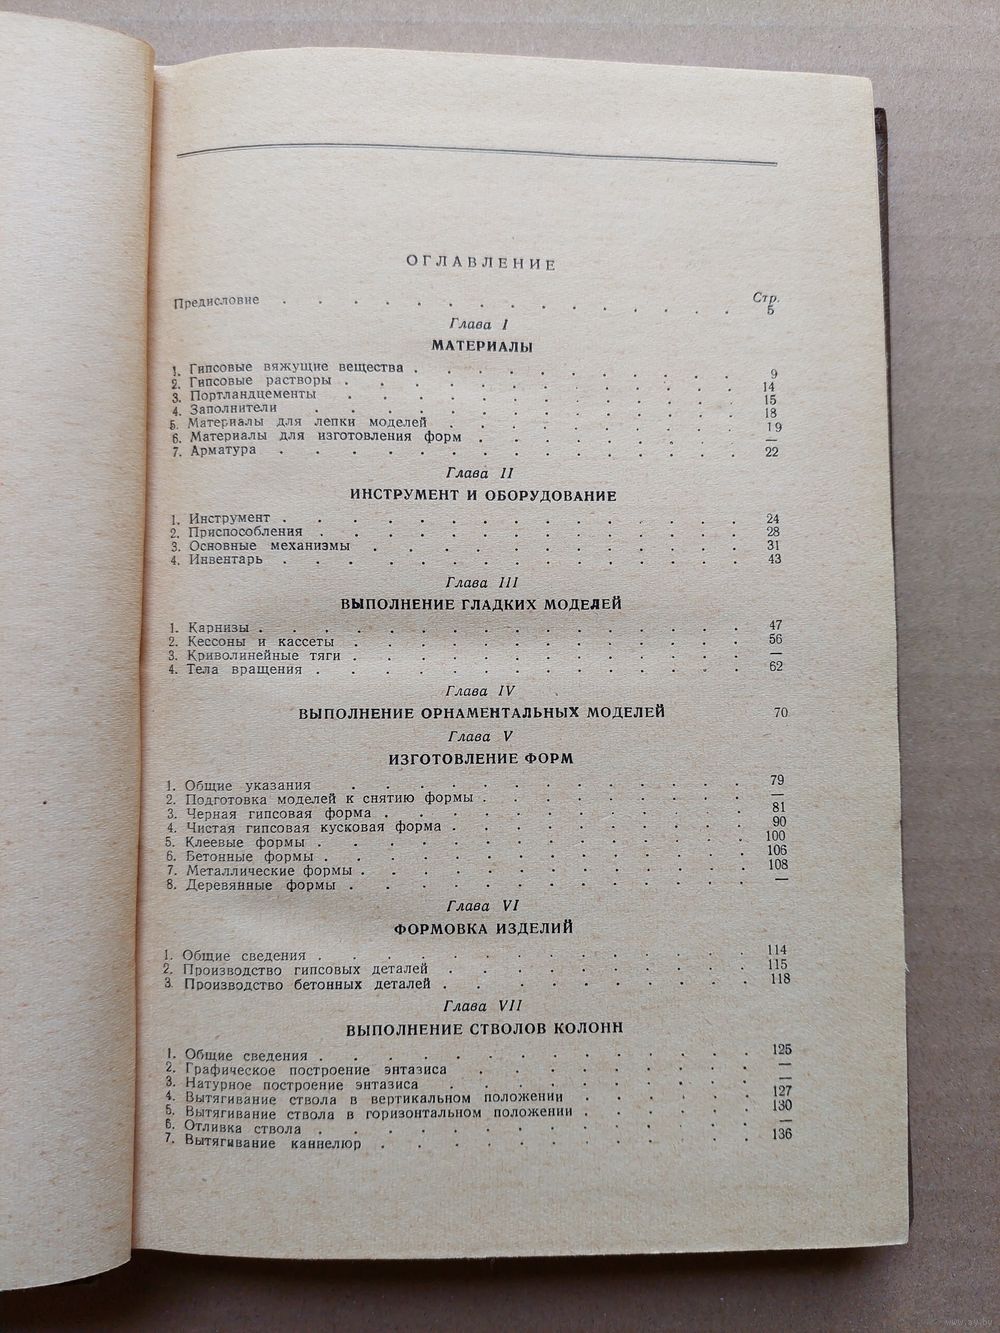 ОГЛАВЛЕНИЕ
Стр.
Предисловие . . . . . . . . . . . . . . 5
Глава I
МАТЕРИАЛЫ
1. Гипсовые вяжущие вещества . . . . . . . . . . 9
2. Гипсовые растворы . . . . . . . . . . . . 14
3. Портландцементы . . . . . . . . . . . . 15
4. Заполнители . . . . . . . . . . . . . 18
5. Материалы для лепки моделей . . . . . . . . . 19
6. Материалы для изготовления форм . . . . . . . . —
7. Арматура . . . . . . . . . . . . . . 22
Глава II
ИНСТРУМЕНТ И ОБОРУДОВАНИЕ
1. Инструмент . . . . . . . . . . . . . . 24
2. Приспособления . . . . . . . . . . . . . 28
3. Основные механизмы . . . . . . . . . . . 31
4. Инвентарь . . . . . . . . . . . . . . 43
Глава III
ВЫПОЛНЕНИЕ ГЛАДКИХ МОДЕЛЕЙ
1. Карнизы . . . . . . . . . . . . . . . 47
2. Кессоны и кассеты . . . . . . . . . . . . 56
3. Криволинейные тяги . . . . . . . . . . . . —
4. Тела вращения . . . . . . . . . . . . . 62
Глава IV
ВЫПОЛНЕНИЕ ОРНАМЕНТАЛЬНЫХ МОДЕЛЕЙ 70
Глава V
ИЗГОТОВЛЕНИЕ ФОРМ
1. Общие указания . . . . . . . . . . . . 79
2. Подготовка моделей к снятию формы . . . . . . . . —
3. Черная гипсовая форма . . . . . . . . . . . 81
4. Чистая гипсовая кусковая форма . . . . . . . . . 90
5. Клеевые формы . . . . . . . . . . . . . 100
6. Бетонные формы . . . . . . . . . . . . . 106
7. Металлические формы . . . . . . . . . . . . 108
8. Деревянные формы . . . . . . . . . . . . —
Глава VI
ФОРМОВКА ИЗДЕЛИЙ
1. Общие сведения . . . . . . . . . . . . . 114
2. Производство гипсовых деталей . . . . . . . . . 115
3. Производство бетонных деталей . . . . . . . . . 118
Глава VII
ВЫПОЛНЕНИЕ СТВОЛОВ КОЛОНН
1. Общие сведения . . . . . . . . . . . . . 125
2. Графическое построение энтазиса . . . . . . . . —
3. Натурное построение энтазиса . . . . . . . . . —
4. Вытягивание ствола в вертикальном положении . . . . . 127
5. Вытягивание ствола в горизонтальном положении . . . . . 130
6. Отливка ствола . . . . . . . . . . . . . —
7. Вытягивание каннелюр . . . . . . . . . . . 136
www.ay.by